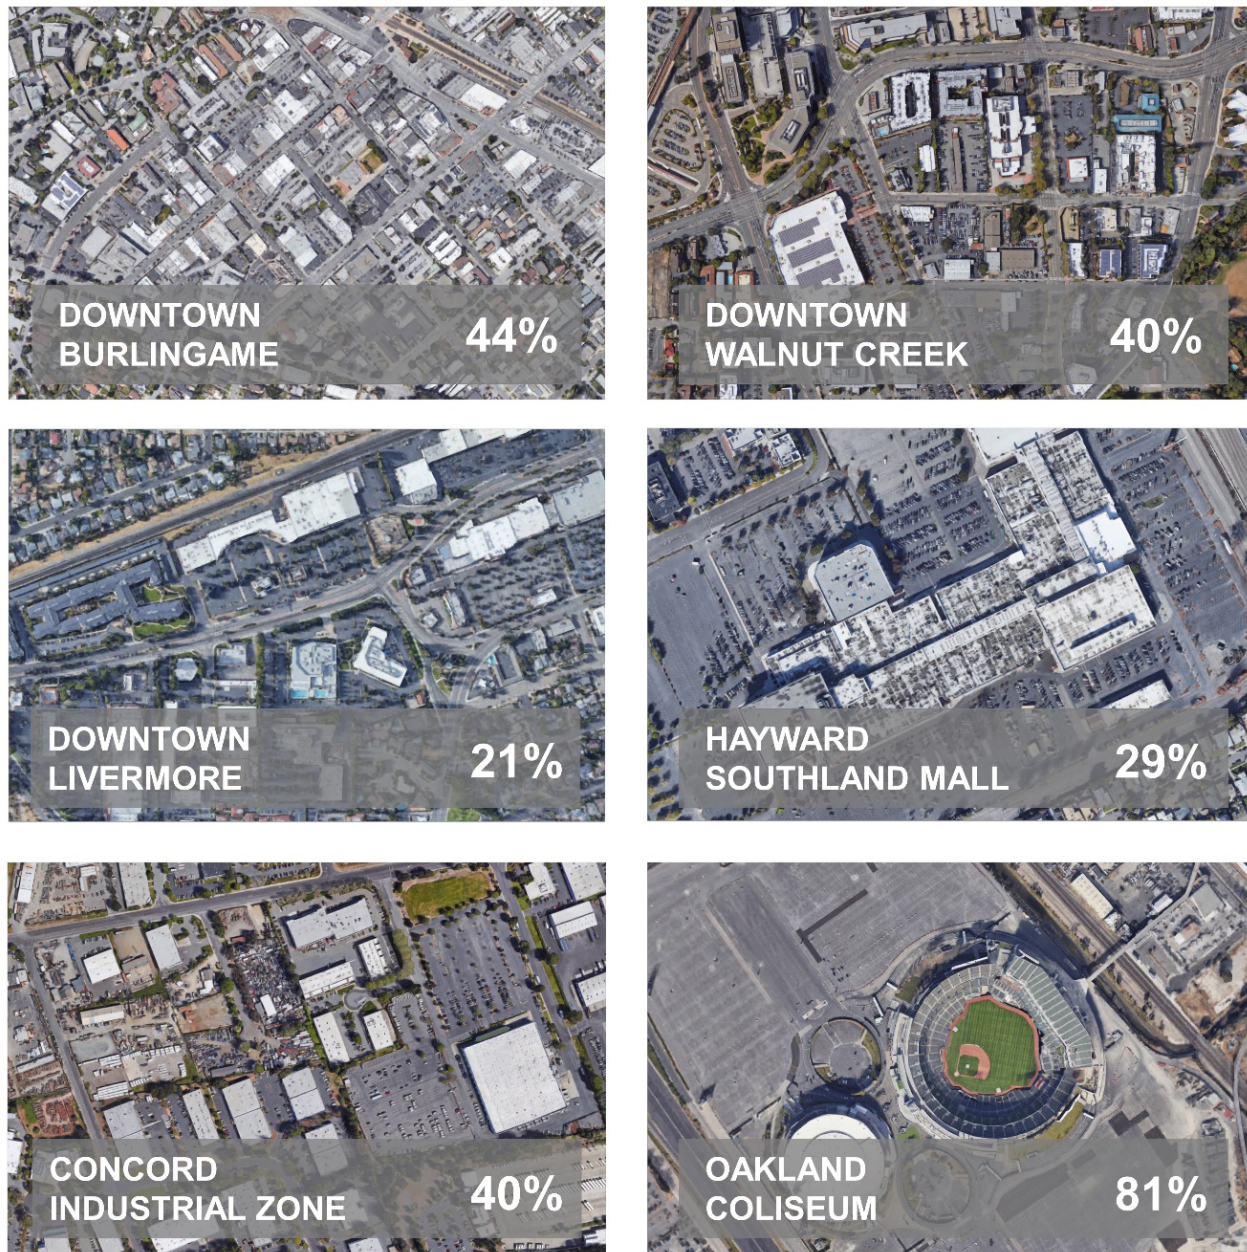 DOWNTOWN
BURLINGAME
44%
DOWNTOWN
WALNUT CREEK
40%
DOWNTOWN
LIVERMORE
21%
HAYWARD
SOUTHLAND MALL
29%
CONCORD
INDUSTRIAL ZONE
40%
OAKLAND
COLISEUM
81%